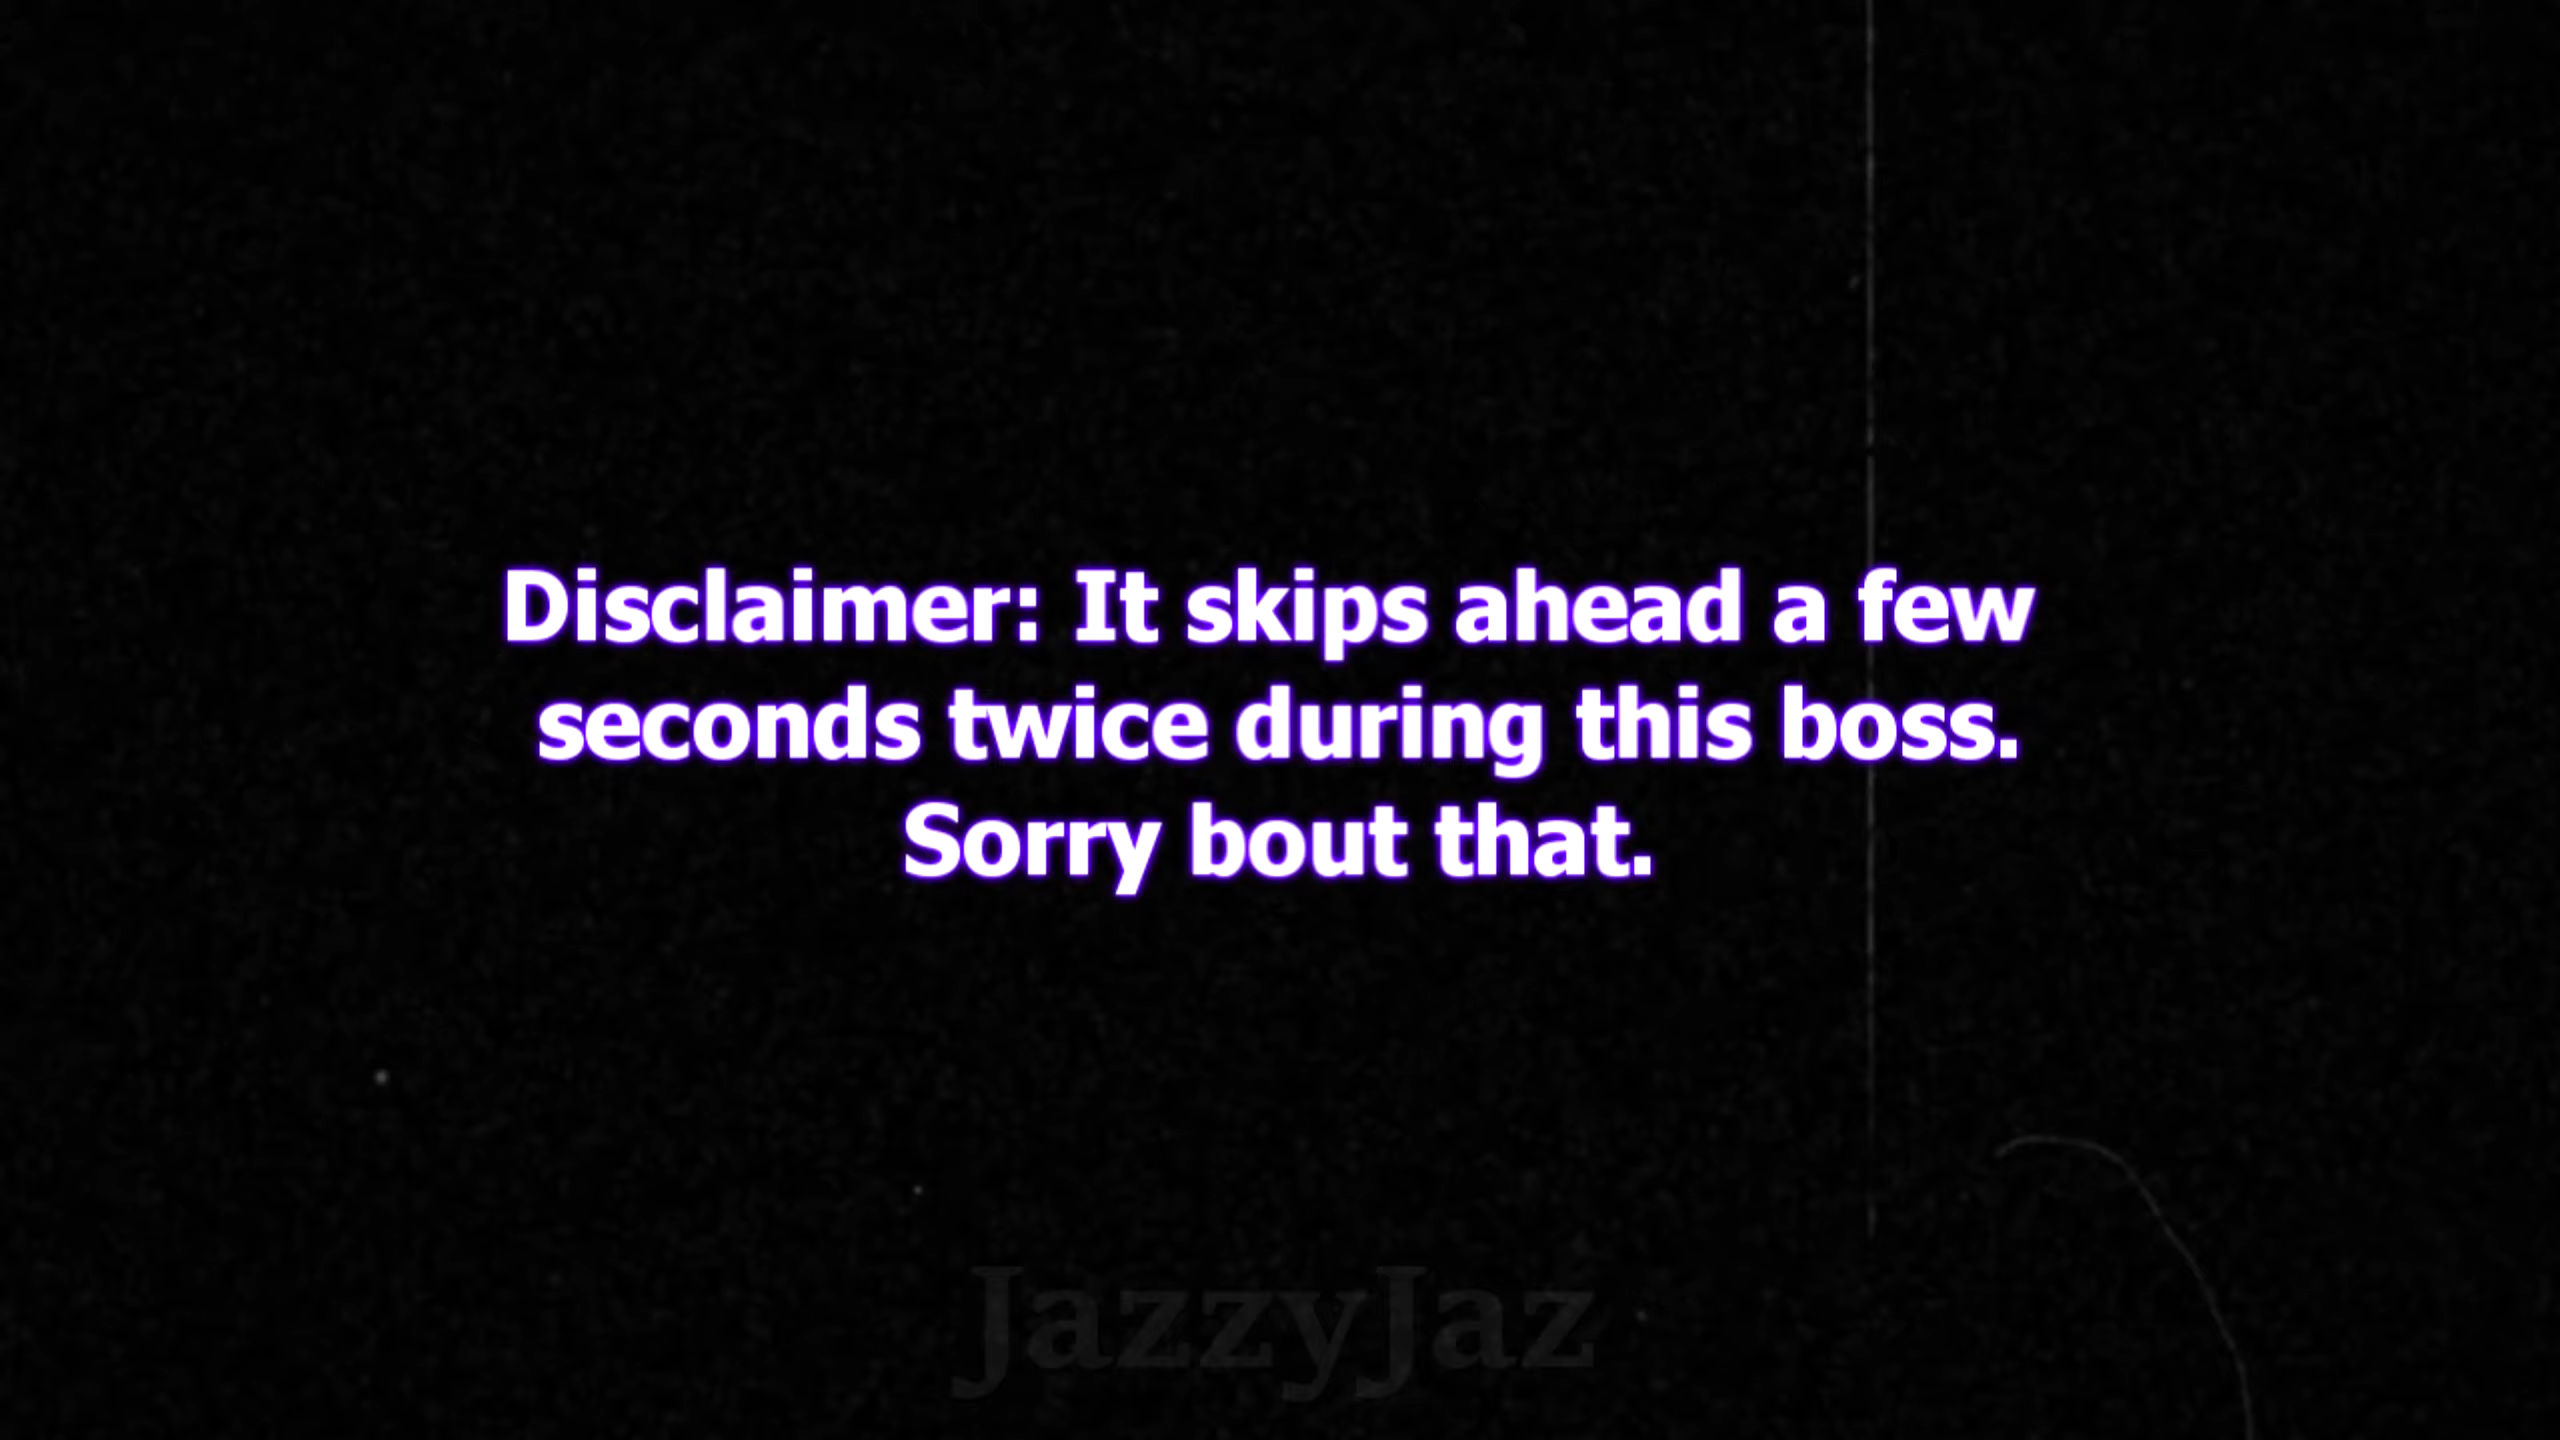 Disclaimer: It skips ahead a few
seconds twice during this boss.
Sorry bout that.
JazzyJaz